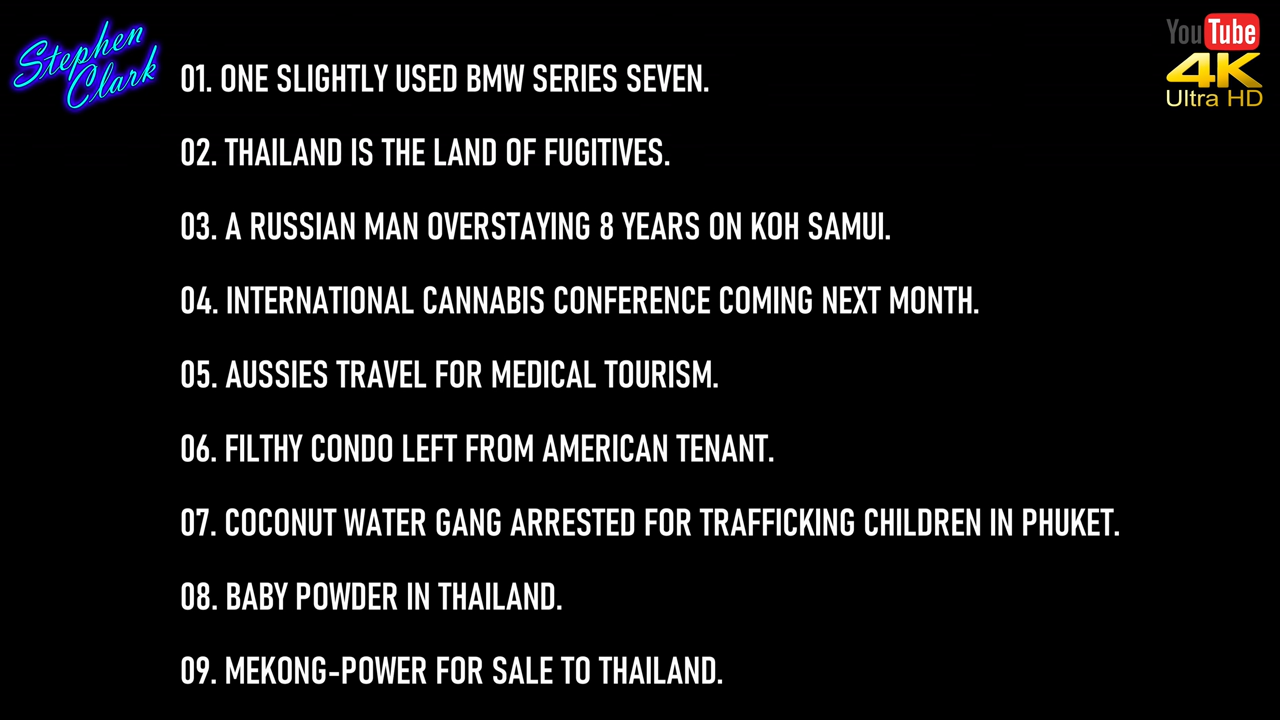 Stephen
Clark
YouTube
4K
Ultra HD
01. ONE SLIGHTLY USED BMW SERIES SEVEN.
02. THAILAND IS THE LAND OF FUGITIVES.
03. A RUSSIAN MAN OVERSTAYING 8 YEARS ON KOH SAMUI.
04. INTERNATIONAL CANNABIS CONFERENCE COMING NEXT MONTH.
05. AUSSIES TRAVEL FOR MEDICAL TOURISM.
06. FILTHY CONDO LEFT FROM AMERICAN TENANT.
07. COCONUT WATER GANG ARRESTED FOR TRAFFICKING CHILDREN IN PHUKET.
08. BABY POWDER IN THAILAND.
09. MEKONG-POWER FOR SALE TO THAILAND.